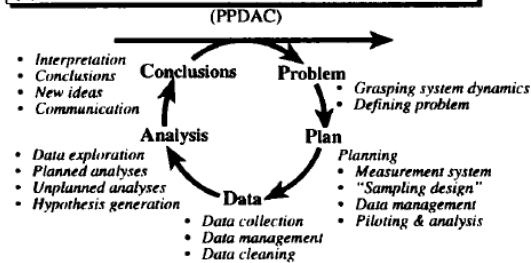 (PPDAC)
• Interpretation
• Conclusions
• New ideas
• Communication
Conclusions
Problem
• Grasping system dynamics
• Defining problem
Analysis
Plan
• Data exploration
• Planned analyses
• Unplanned analyses
• Hypothesis generation
Planning
• Measurement system
• "Sampling design"
• Data management
• Piloting & analysis
Data
• Data collection
• Data management
• Data cleaning